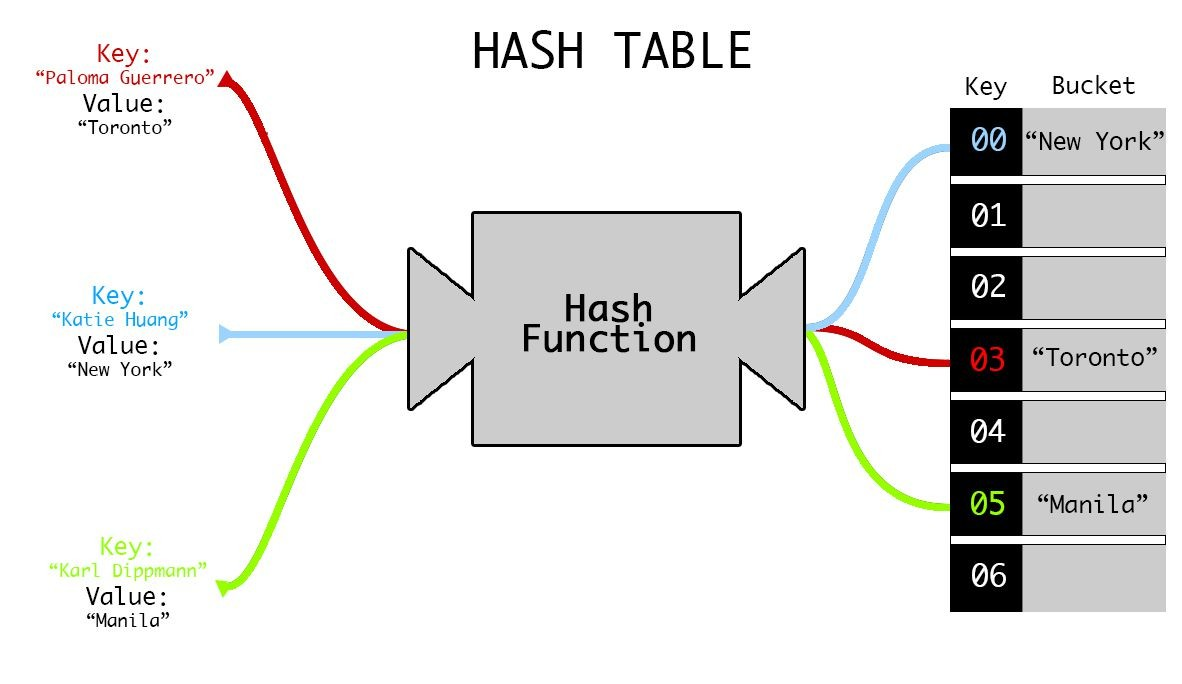 HASH TABLE
Key:
“Paloma Guerrero”
Value:
“Toronto”
Key:
“Katie Huang”
Value:
“New York”
Key:
“Karl Dippmann”
Value:
“Manila”
Hash
Function
Key Bucket
00 “New York”
01
02
03 “Toronto”
04
05 “Manila”
06